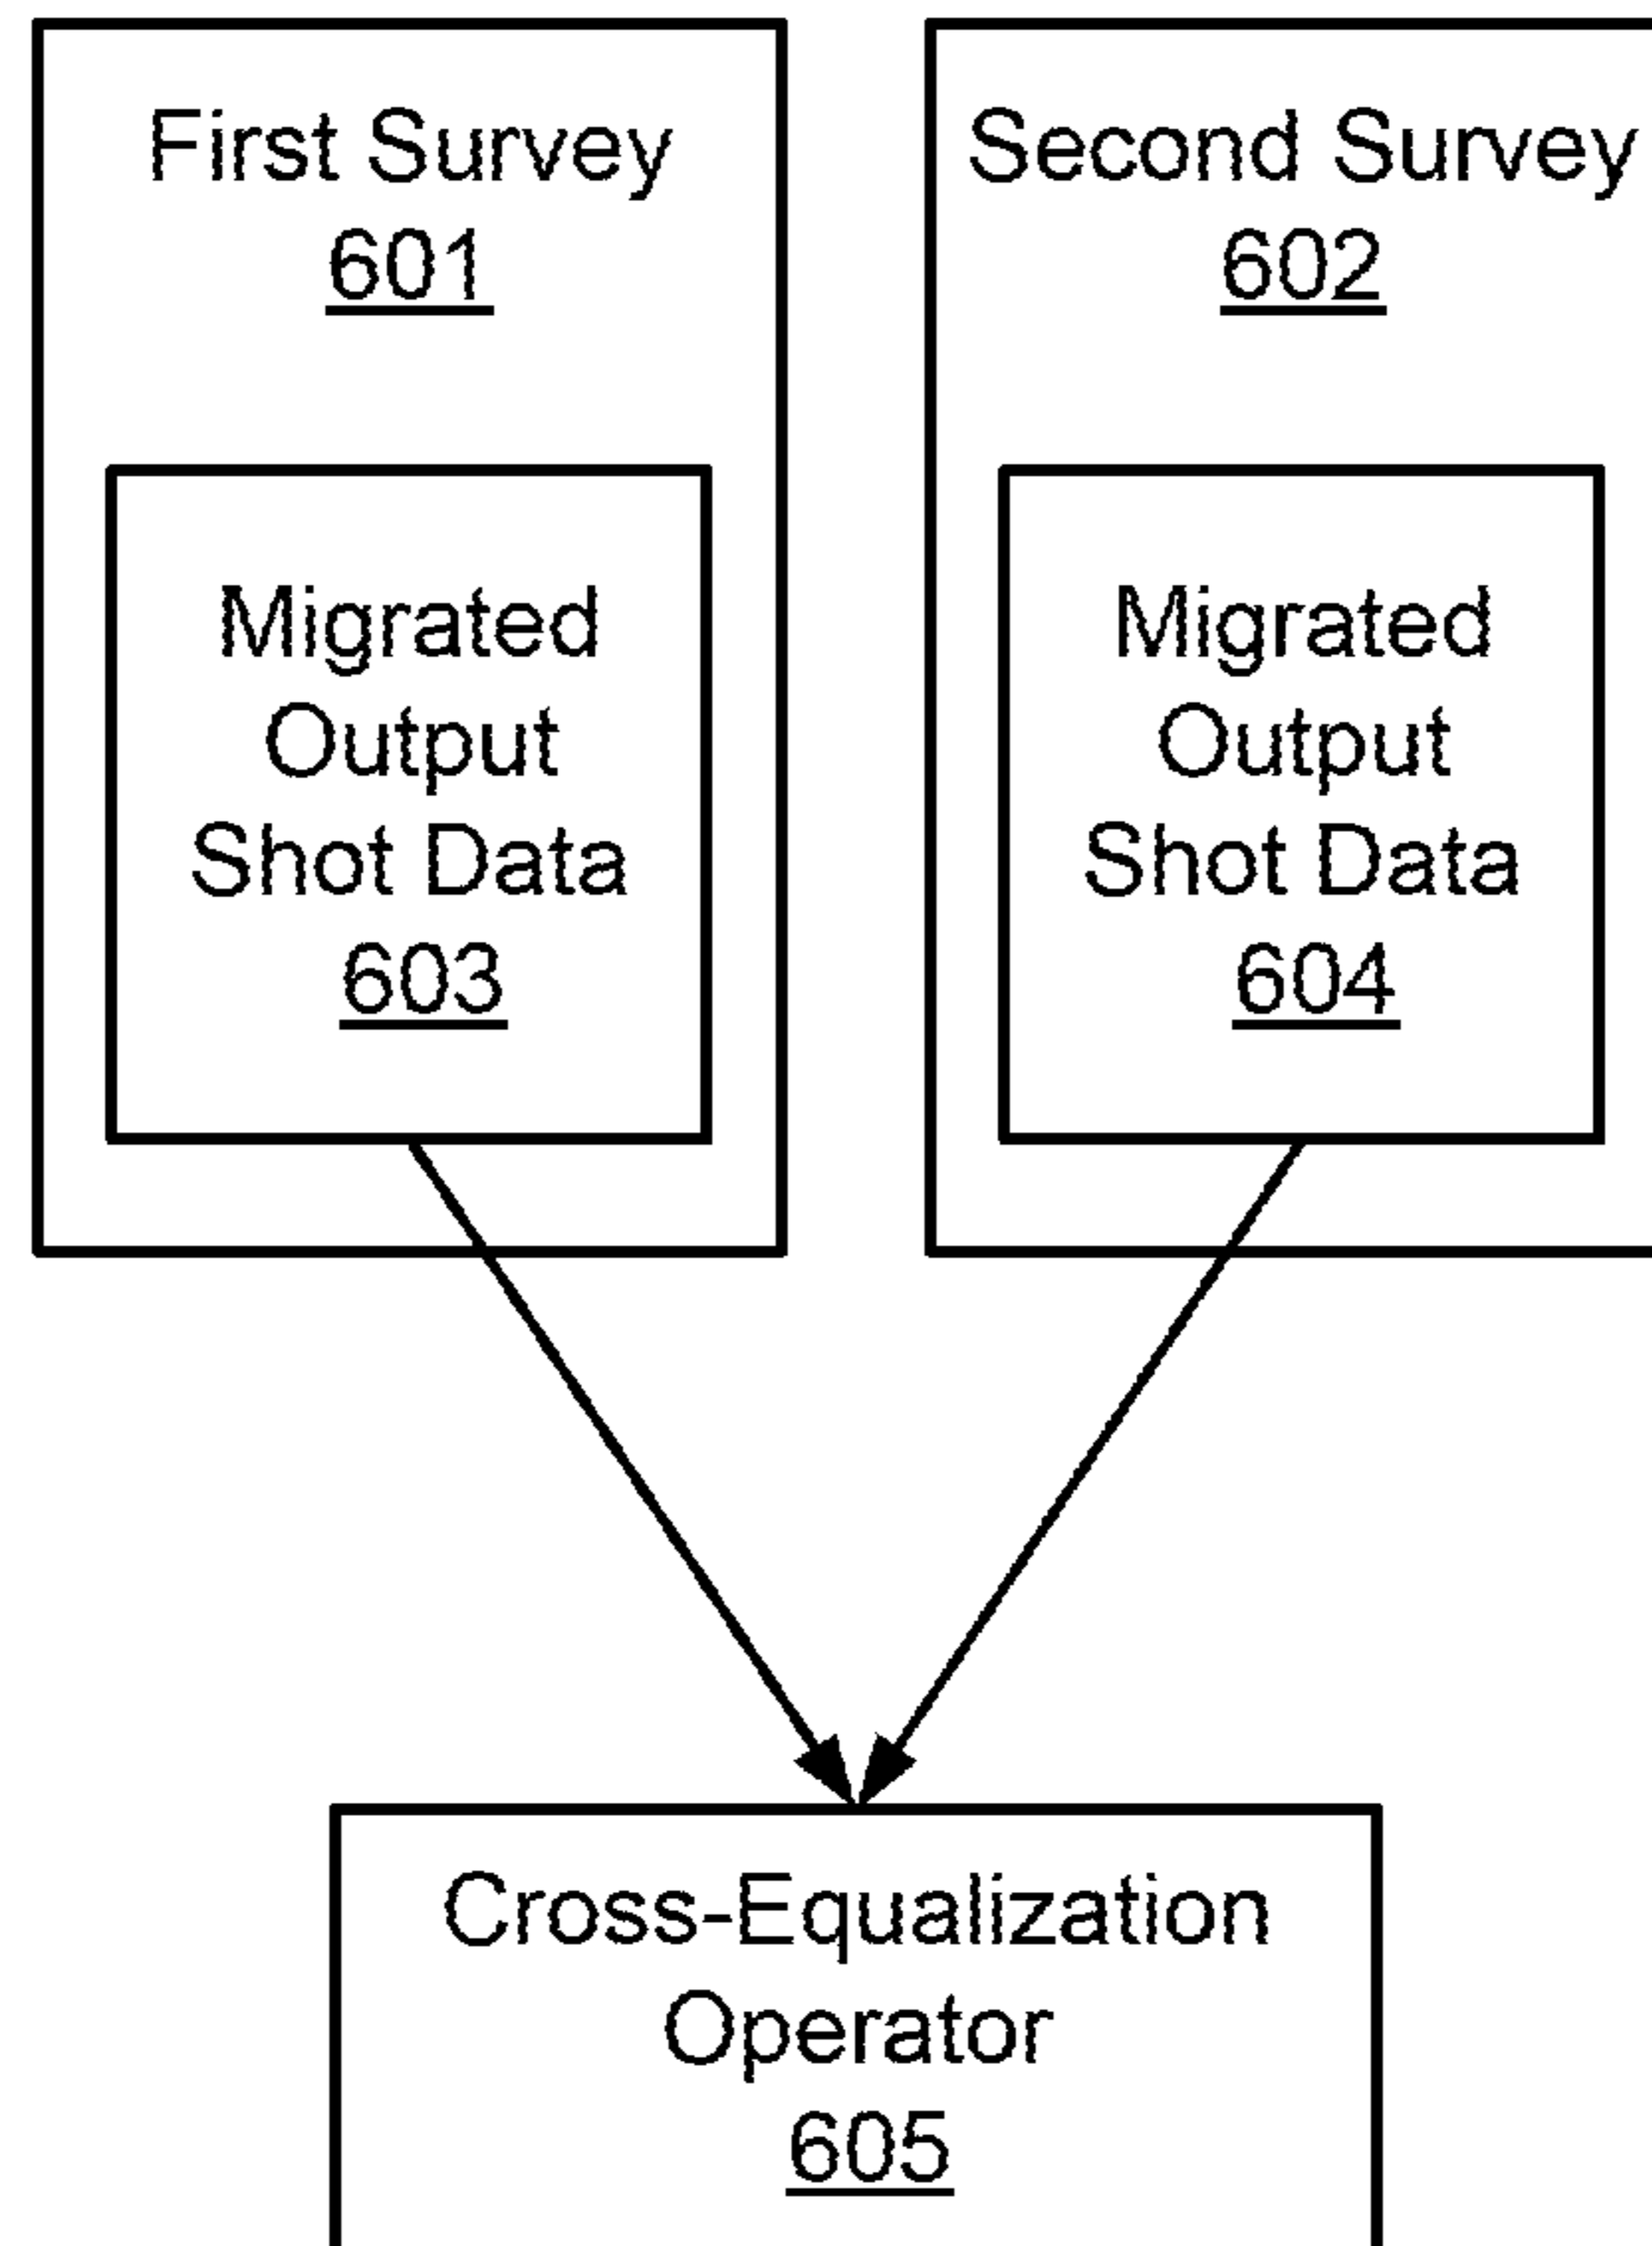 First Survey
601
Migrated
Output
Shot Data
603
Second Survey
602
Migrated
Output
Shot Data
604
Cross-Equalization
Operator
605